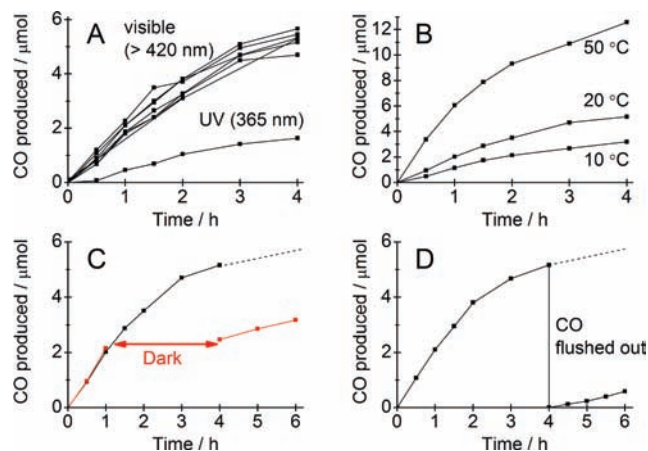 A
visible
(> 420 nm)
UV (365 nm)
CO produced / μmol
0
2
4
6
0 1 2 3 4
Time / h
B
50 °C
20 °C
10 °C
CO produced / μmol
0
2
4
6
8
10
12
0 1 2 3 4
Time / h
C
Dark
CO produced / μmol
0
2
4
6
0 1 2 3 4 5 6
Time / h
D
CO
flushed out
CO produced / μmol
0
2
4
6
0 1 2 3 4 5 6
Time / h